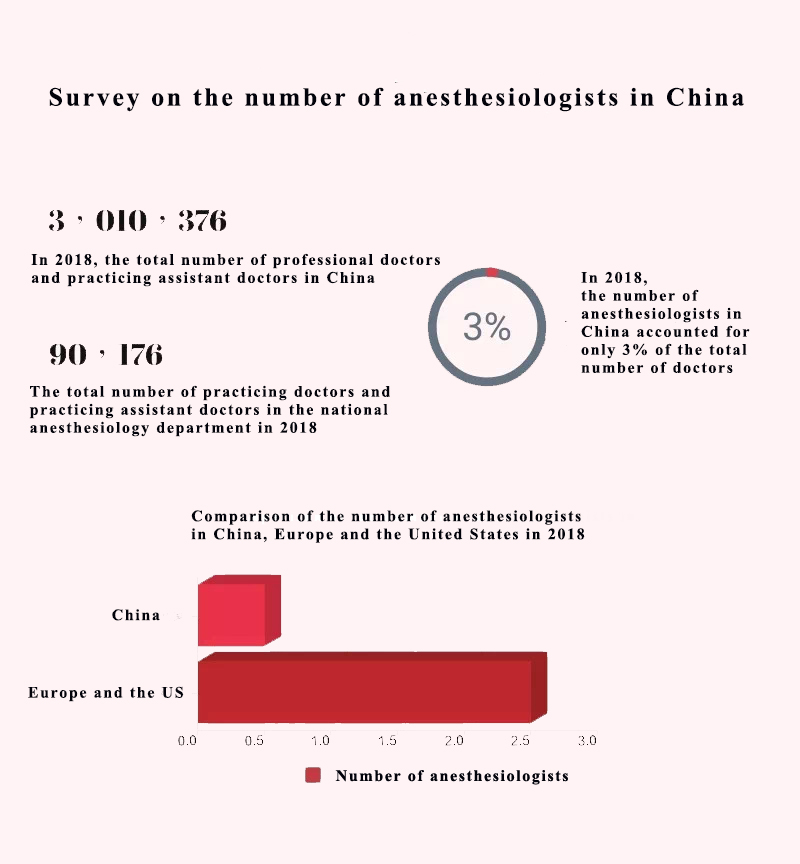 Survey on the number of anesthesiologists in China
3,010,376
In 2018, the total number of professional doctors
and practicing assistant doctors in China
90,176
The total number of practicing doctors and
practicing assistant doctors in the national
anesthesiology department in 2018
3%
In 2018,
the number of
anesthesiologists in
China accounted for
only 3% of the total
number of doctors
Comparison of the number of anesthesiologists
in China, Europe and the United States in 2018
China
Europe and the US
0.0 0.5 1.0 1.5 2.0 2.5 3.0
Number of anesthesiologists